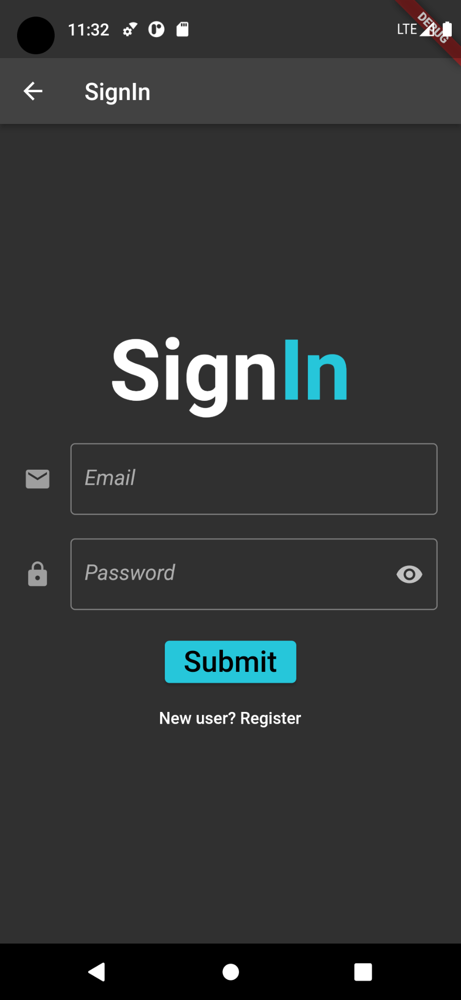 11:32 LTE DEBUG
SignIn
SignIn
Email
Password
Submit
New user? Register